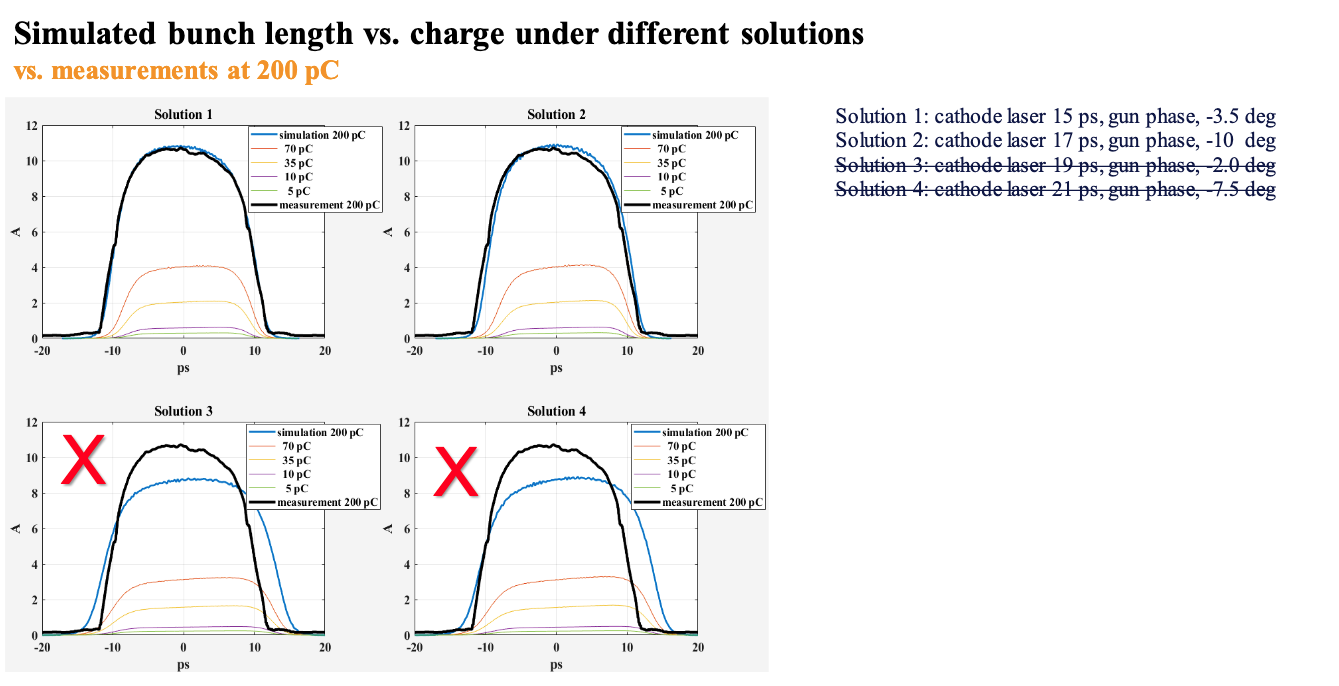 Simulated bunch length vs. charge under different solutions
vs. measurements at 200 pC
Solution 1
12
10
8
6
4
2
0
A
-20
-10
0
10
20
ps
simulation 200 pC
70 pC
35 pC
10 pC
5 pC
measurement 200 pC
Solution 2
12
10
8
6
4
2
0
A
-20
-10
0
10
20
ps
simulation 200 pC
70 pC
35 pC
10 pC
5 pC
measurement 200 pC
Solution 1: cathode laser 15 ps, gun phase, -3.5 deg
Solution 2: cathode laser 17 ps, gun phase, -10 deg
Solution 3: cathode laser 19 ps, gun phase, -2.0 deg
Solution 4: cathode laser 21 ps, gun phase, -7.5 deg
Solution 3
X
12
10
8
6
4
2
0
A
-20
-10
0
10
20
ps
simulation 200 pC
70 pC
35 pC
10 pC
5 pC
measurement 200 pC
Solution 4
X
12
10
8
6
4
2
0
A
-20
-10
0
10
20
ps
simulation 200 pC
70 pC
35 pC
10 pC
5 pC
measurement 200 pC